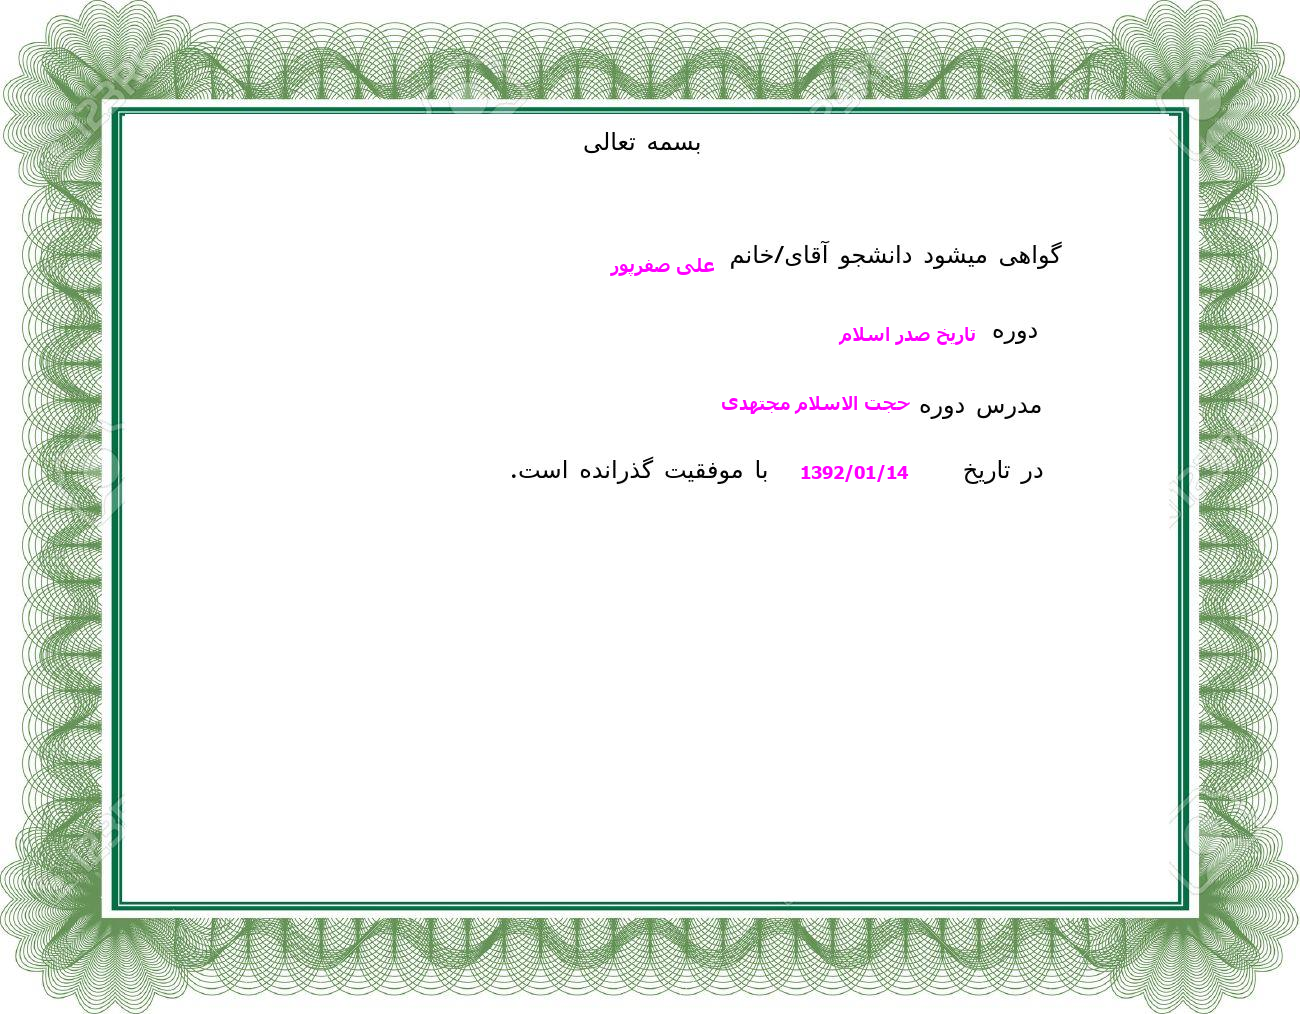 بسمه تعالی
گواهی میشود دانشجو آقای/خانم علی صفرپور
دوره تاریخ صدر اسلام
مدرس دوره حجت الاسلام مجتهدی
در تاریخ 1392/01/14 با موفقیت گذرانده است.